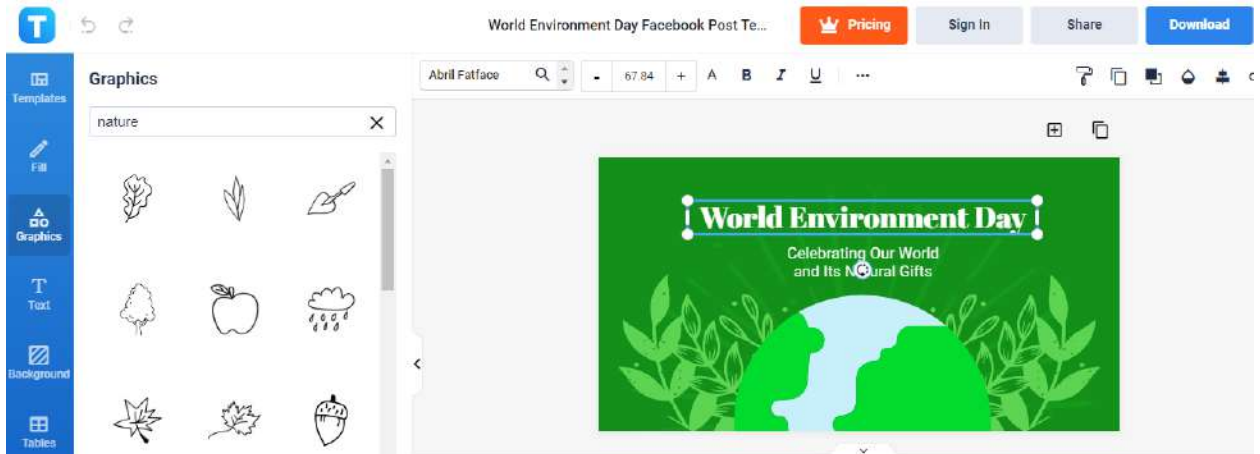 T
World Environment Day Facebook Post Te...
Pricing
Sign In
Share
Download
Templates
Fill
Graphics
Text
Background
Tables
Graphics
nature
Abril Fatface
- 67.84 + A B I U ...
World Environment Day
Celebrating Our World
and Its Natural Gifts